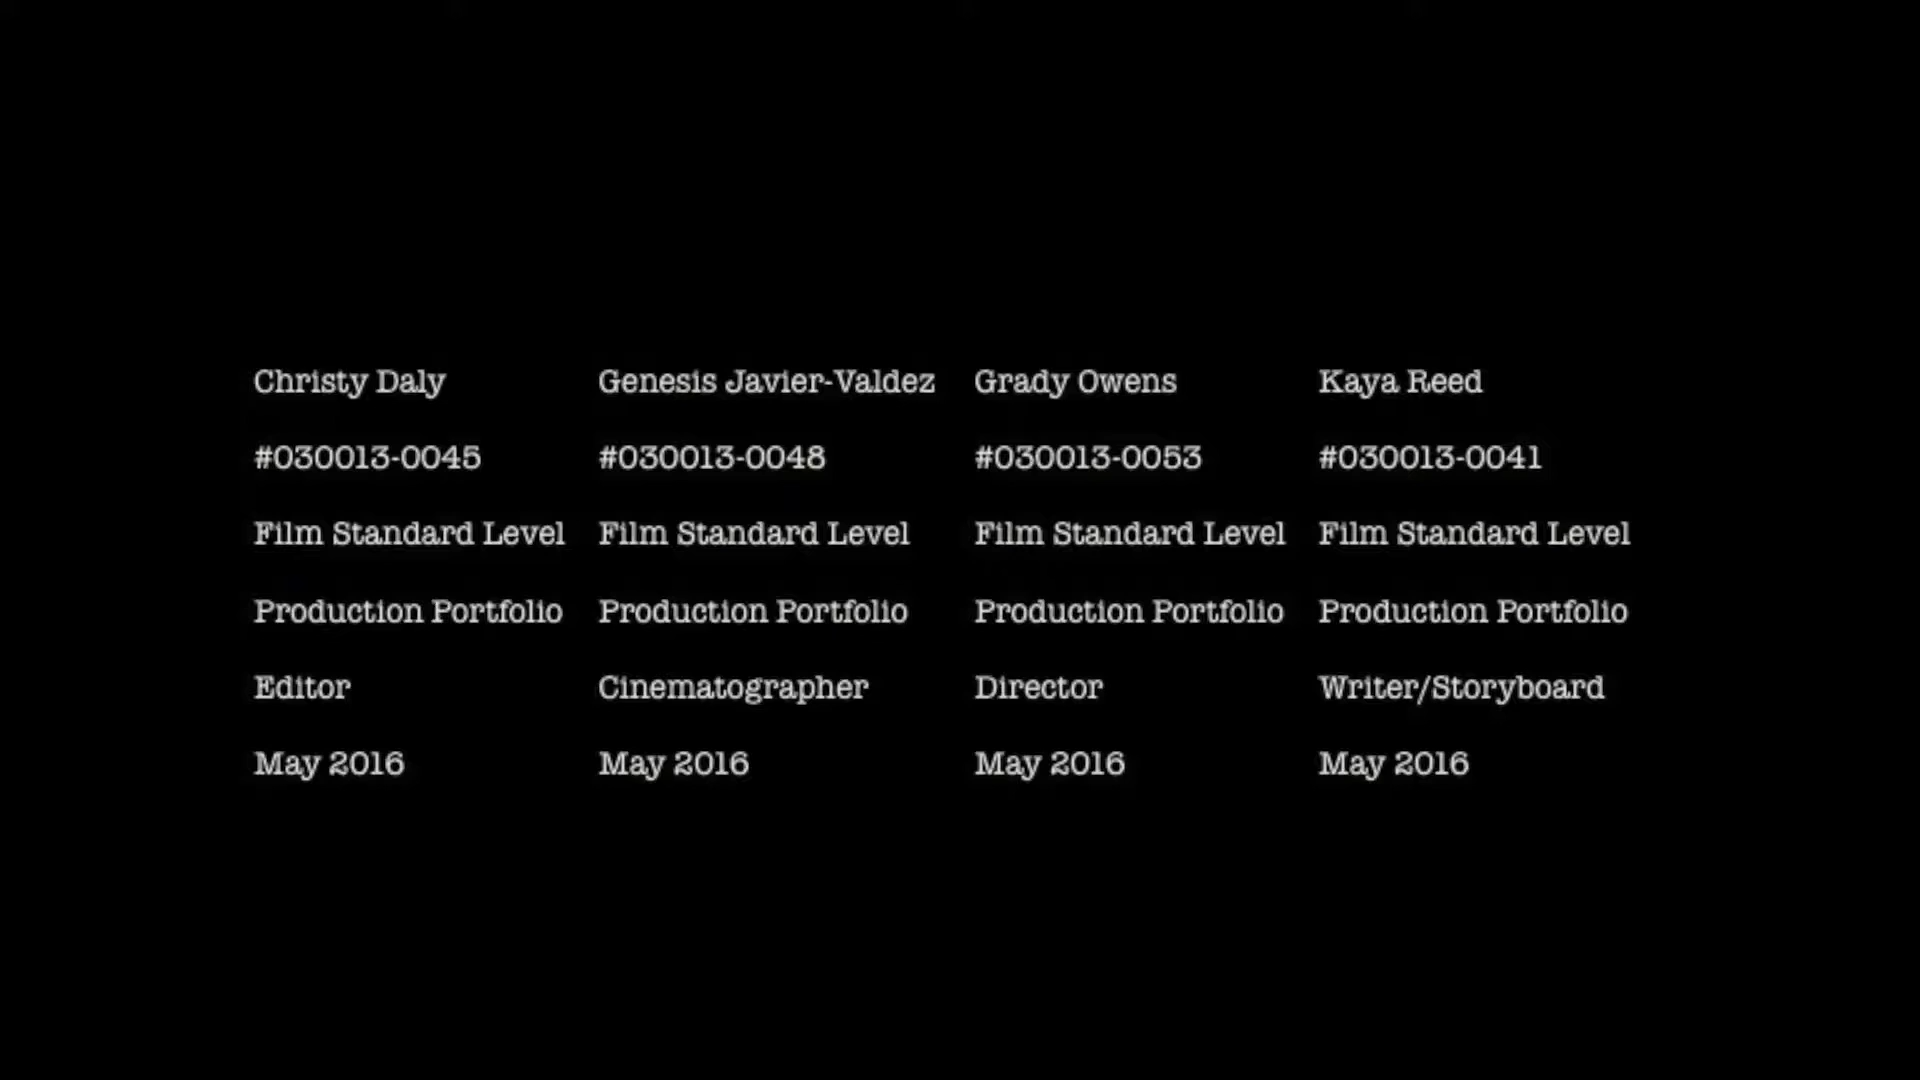 Christy Daly Genesis Javier-Valdez Grady Owens Kaya Reed
#030013-0045 #030013-0048 #030013-0053 #030013-0041
Film Standard Level Film Standard Level Film Standard Level Film Standard Level
Production Portfolio Production Portfolio Production Portfolio Production Portfolio
Editor Cinematographer Director Writer/Storyboard
May 2016 May 2016 May 2016 May 2016